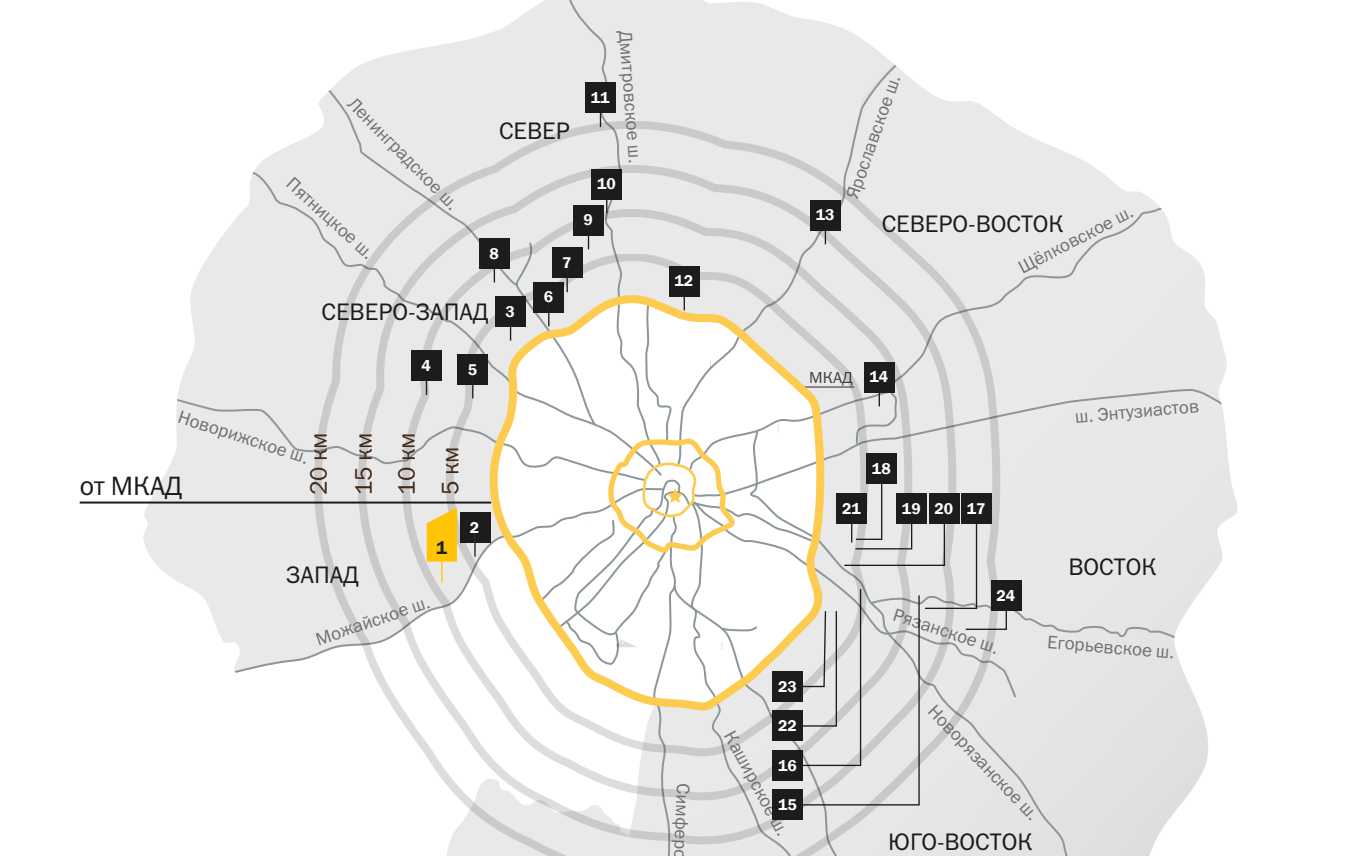 Дмитровское ш.
11
Ленинградское ш.
СЕВЕР
Ярославское ш.
Пятницкое ш.
10
9
13
СЕВЕРО-ВОСТОК
Щёлковское ш.
8
7
12
6
СЕВЕРО-ЗАПАД
3
4
5
МКАД
14
Новорижское ш.
ш. Энтузиастов
20 км
15 км
10 км
5 км
18
от МКАД
21
19
20
17
1
2
ЗАПАД
ВОСТОК
24
Можайское ш.
Рязанское ш.
Егорьевское ш.
23
22
Новорязанское ш.
Каширское ш.
16
15
Симферо
ЮГО-ВОСТОК